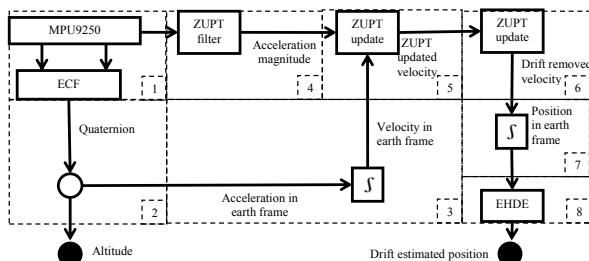 MPU9250
ZUPT
filter
Acceleration
magnitude
ZUPT
update
ZUPT
updated
velocity
ZUPT
update
Drift removed
velocity
ECF
1
4
5
6
Quaternion
Velocity in
earth frame
∫
∫
Position
in earth
frame
7
Acceleration in
earth frame
2
3
EHDE
8
Altitude
Drift estimated position